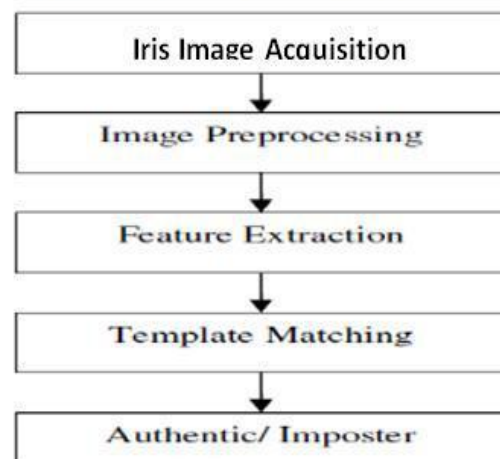 Iris Image Acquisition
Image Preprocessing
Feature Extraction
Template Matching
Authentic/ Imposter